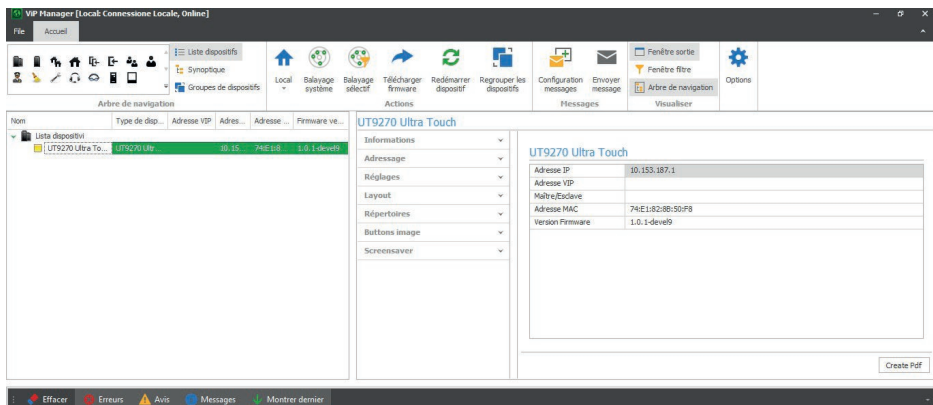 ViP Manager [Local: Connessione Locale, Online]
File Accueil
Liste dispositifs
Synoptique
Groupes de dispositifs
Arbre de navigation
Local
Balayage système
Balayage sélectif
Télécharger firmware
Redémarrer dispositif
Regrouper les dispositifs
Actions
Configuration messages
Envoyer message
Messages
Fenêtre sortie
Fenêtre filtre
Arbre de navigation
Visualiser
Options
Nom Type de disp... Adresse VIP Adres... Adresse ... Firmware ve...
Lista dispositivi
UT9270 Ultra To... UT9270 Ultr... 10.15... 74:E1:8... 1.0.1-devel9
UT9270 Ultra Touch
Informations
Adressage
Réglages
Layout
Répertoires
Buttons image
Screensaver
UT9270 Ultra Touch
Adresse IP 10.153.187.1
Adresse VIP
Maître/Esclave
Adresse MAC 74:E1:82:8B:50:F8
Version Firmware 1.0.1-devel9
Create Pdf
Effacer Erreurs Avis Messages Montrer dernier